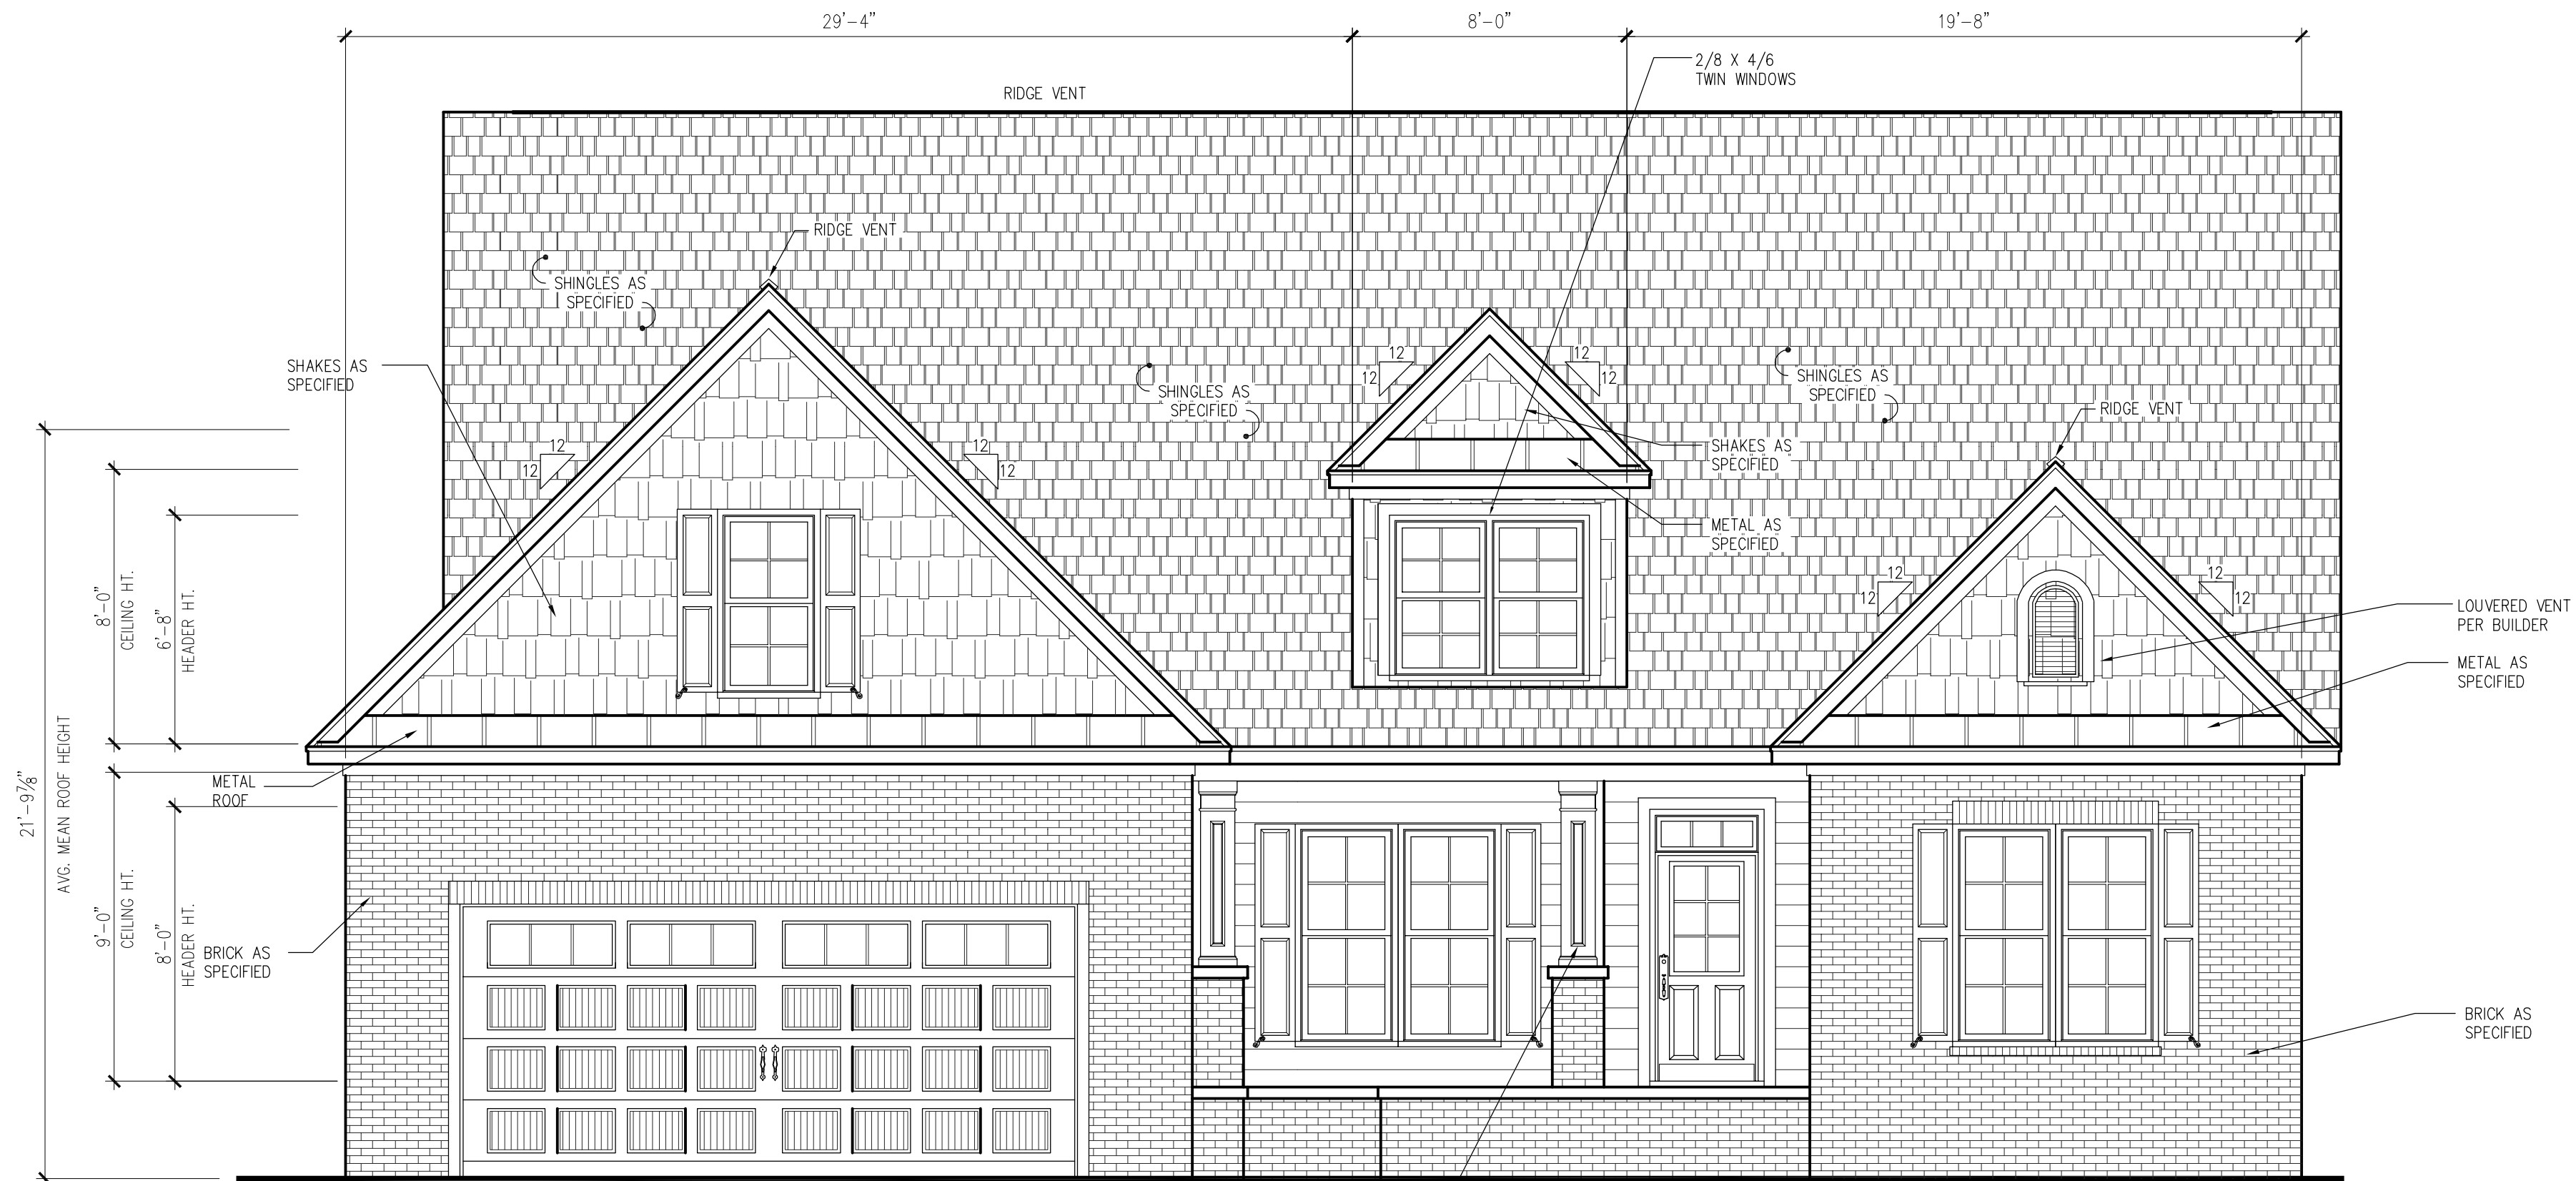 29'-4"
8'-0"
19'-8"
2/8 X 4/6
TWIN WINDOWS
RIDGE VENT
RIDGE VENT
SHINGLES AS
SPECIFIED
SHAKES AS
SPECIFIED
12
12
12
12
SHINGLES AS
SPECIFIED
12
12
12
12
SHINGLES AS
SPECIFIED
RIDGE VENT
SHAKES AS
SPECIFIED
METAL AS
SPECIFIED
12
12
12
12
LOUVERED VENT
PER BUILDER
METAL AS
SPECIFIED
8'-0"
CEILING HT.
6'-8"
HEADER HT.
21'-9⅞"
AVG. MEAN ROOF HEIGHT
METAL
ROOF
9'-0"
CEILING HT.
8'-0"
HEADER HT.
BRICK AS
SPECIFIED
BRICK AS
SPECIFIED